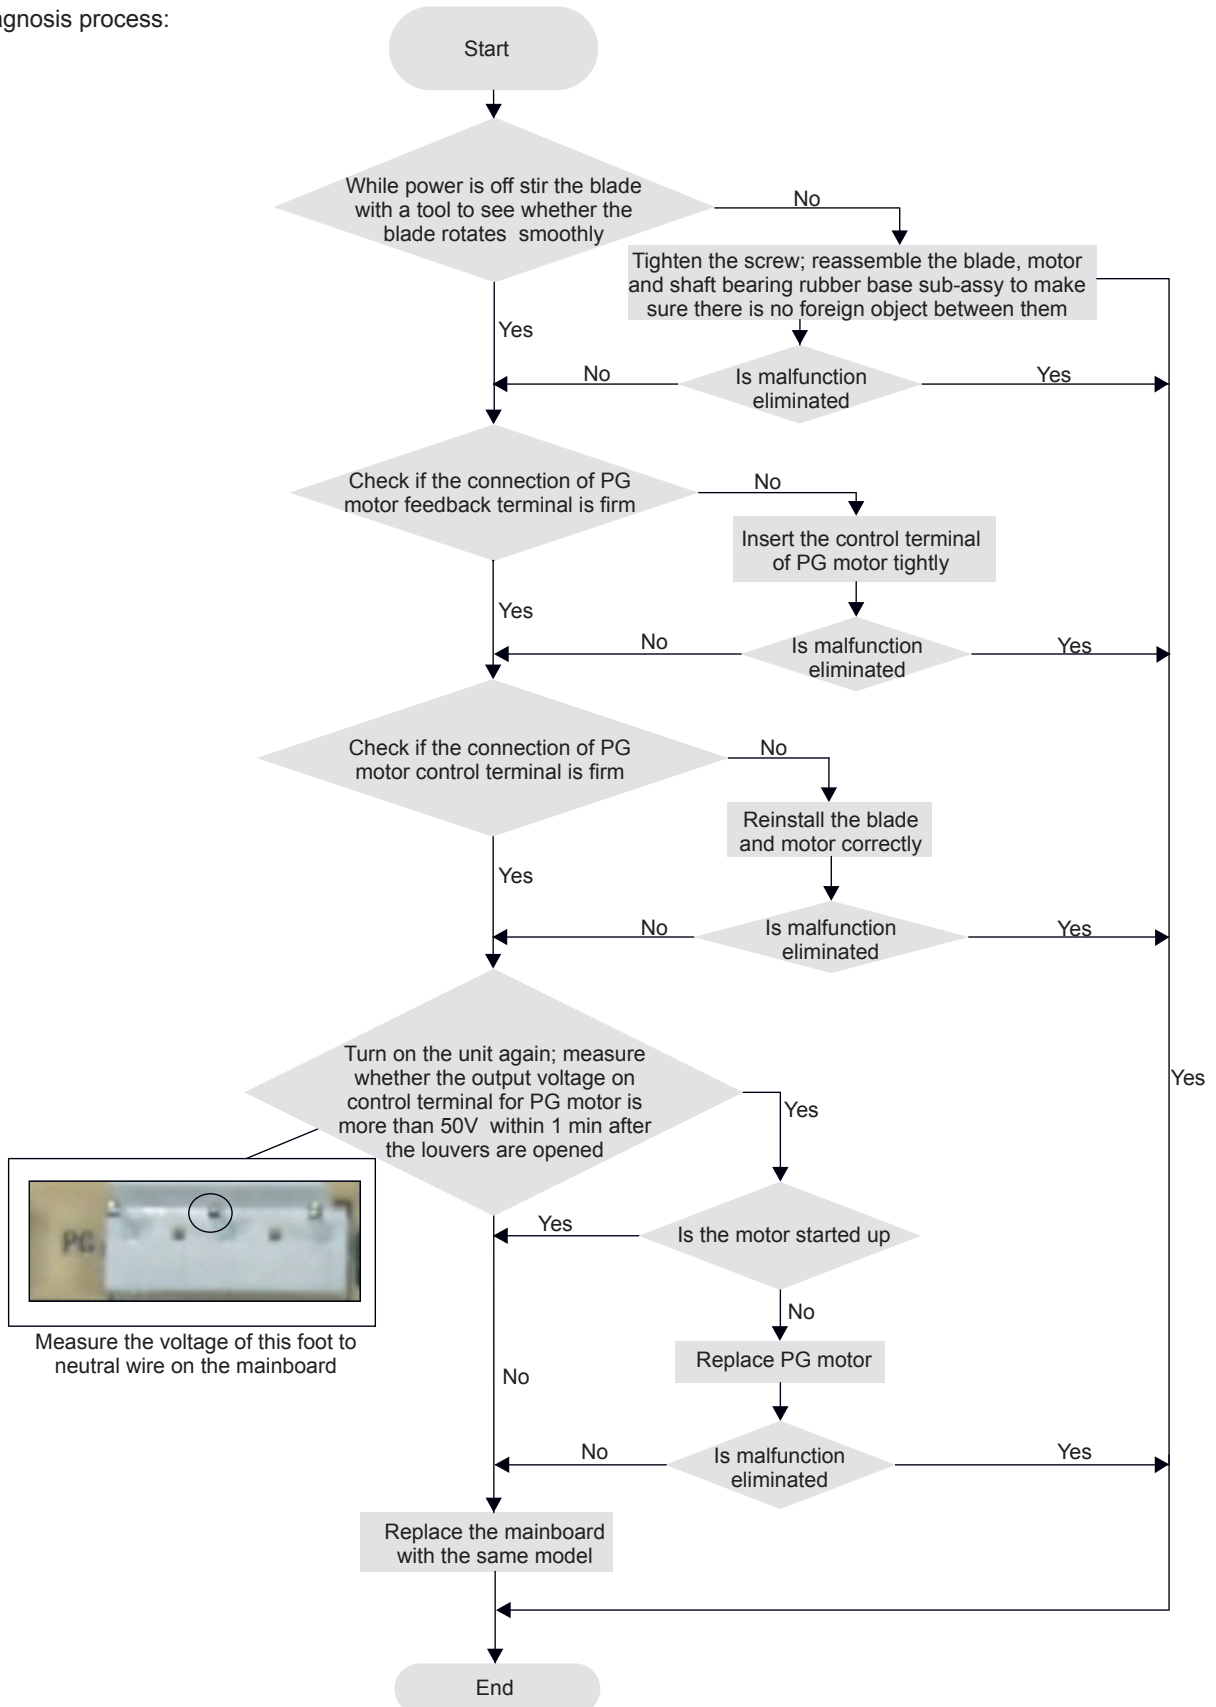 agnosis process:
Start
While power is off stir the blade
with a tool to see whether the
blade rotates smoothly
No
Tighten the screw; reassemble the blade, motor
and shaft bearing rubber base sub-assy to make
sure there is no foreign object between them
Yes
No
Is malfunction
eliminated
Yes
Check if the connection of PG
motor feedback terminal is firm
No
Insert the control terminal
of PG motor tightly
Yes
No
Is malfunction
eliminated
Yes
Check if the connection of PG
motor control terminal is firm
No
Reinstall the blade
and motor correctly
Yes
No
Is malfunction
eliminated
Yes
Turn on the unit again; measure
whether the output voltage on
control terminal for PG motor is
more than 50V within 1 min after
the louvers are opened
Yes
Yes
Yes
Is the motor started up
PG
Measure the voltage of this foot to
neutral wire on the mainboard
No
Replace PG motor
No
No
Is malfunction
eliminated
Yes
Replace the mainboard
with the same model
End